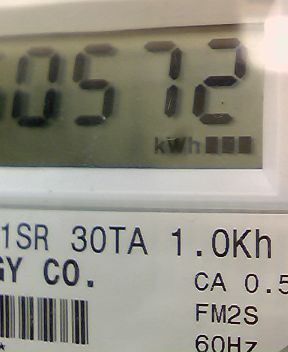 0572
kWh
1SR 30TA 1.0Kh
GY CO.
CA 0.5
FM2S
60Hz